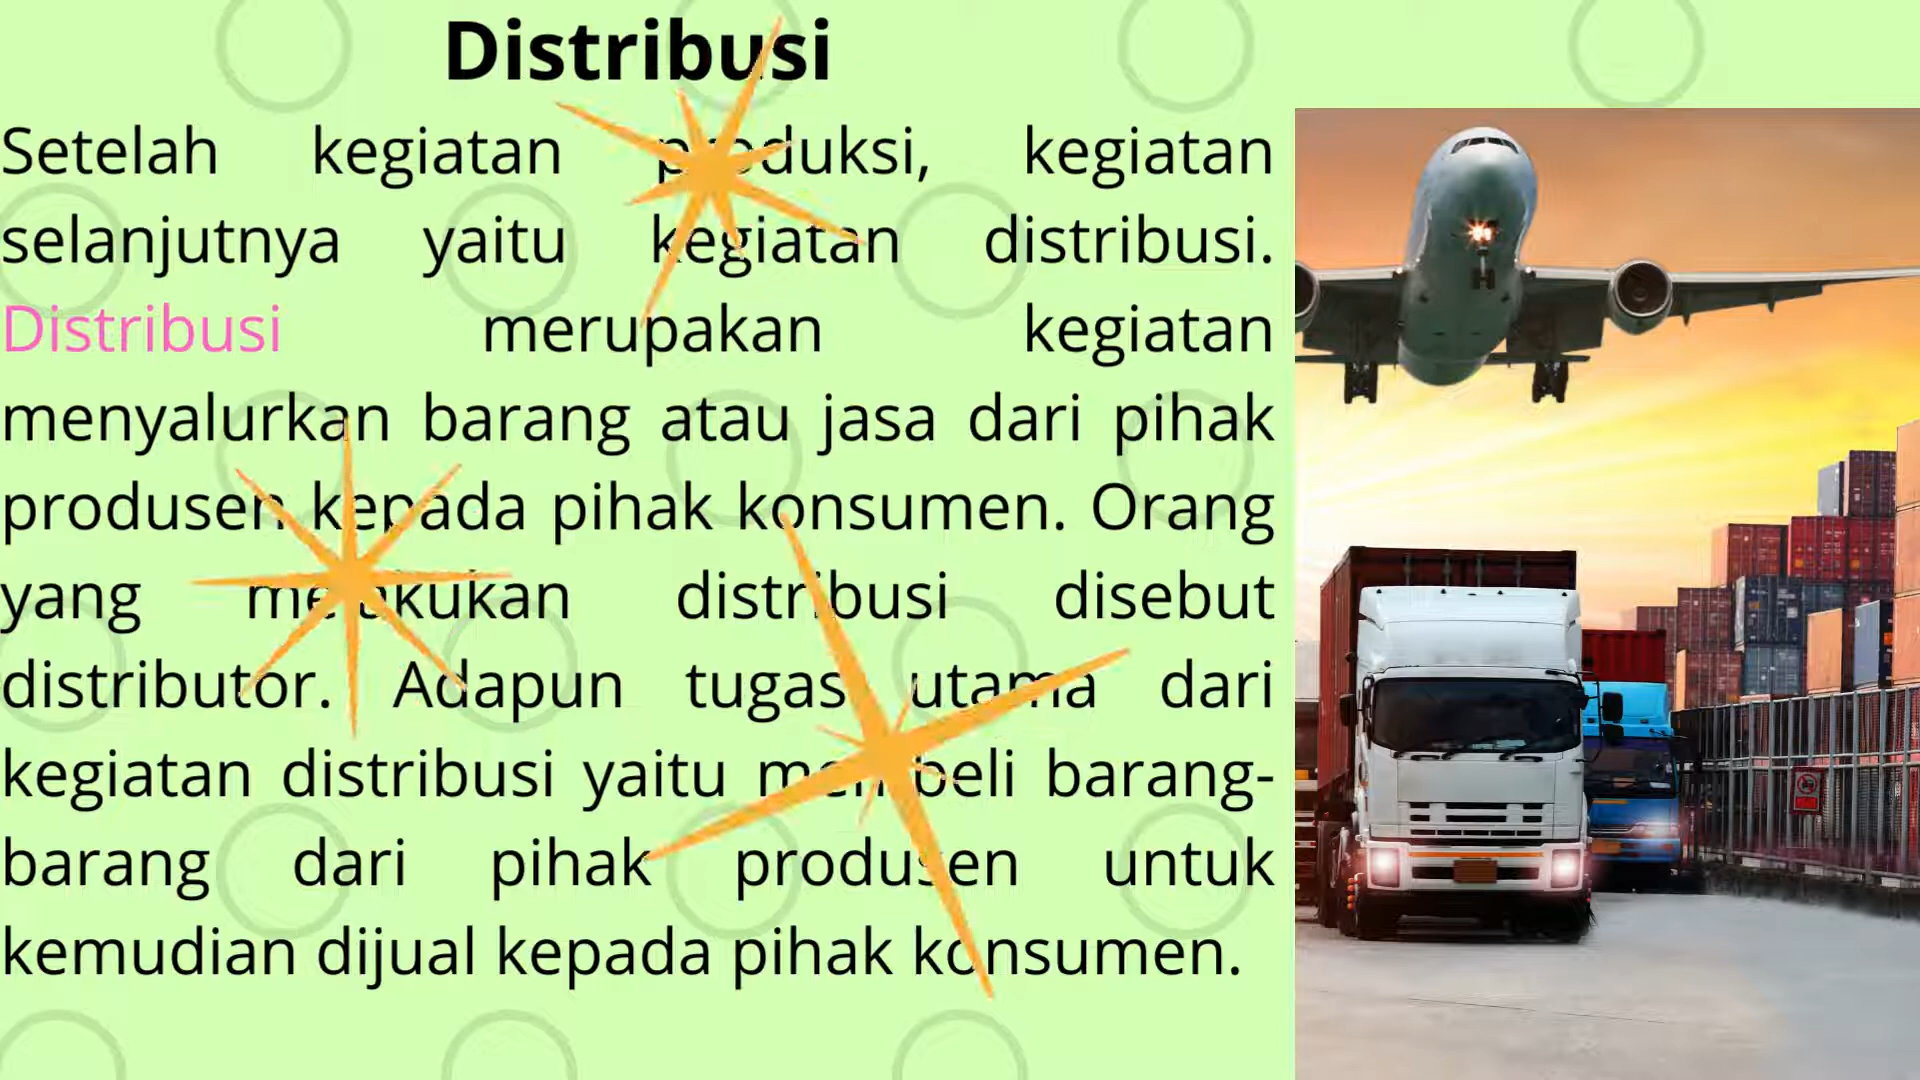 Distribusi
Setelah kegiatan produksi, kegiatan
selanjutnya yaitu kegiatan distribusi.
Distribusi merupakan kegiatan
menyalurkan barang atau jasa dari pihak
produsen kepada pihak konsumen. Orang
yang melakukan distribusi disebut
distributor. Adapun tugas utama dari
kegiatan distribusi yaitu membeli barang-
barang dari pihak produsen untuk
kemudian dijual kepada pihak konsumen.